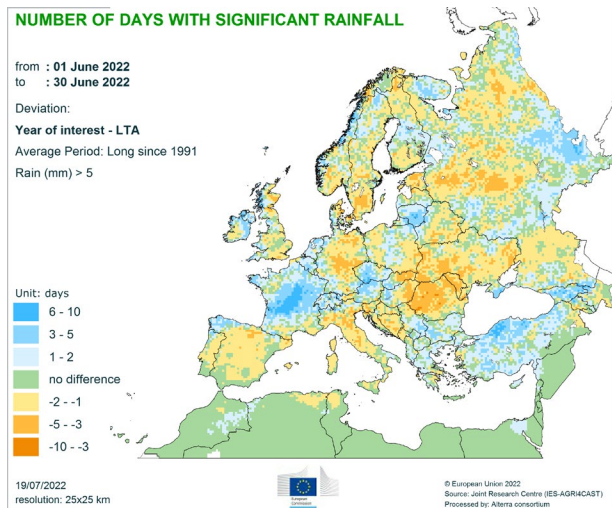 NUMBER OF DAYS WITH SIGNIFICANT RAINFALL
from : 01 June 2022
to : 30 June 2022
Deviation:
Year of interest - LTA
Average Period: Long since 1991
Rain (mm) > 5
Unit: days
6 - 10
3 - 5
1 - 2
no difference
-2 - -1
-5 - -3
-10 - -3
19/07/2022
resolution: 25x25 km
European
Commission
© European Union 2022
Source: Joint Research Centre (IES-AGRI4CAST)
Processed by: Alterra consortium